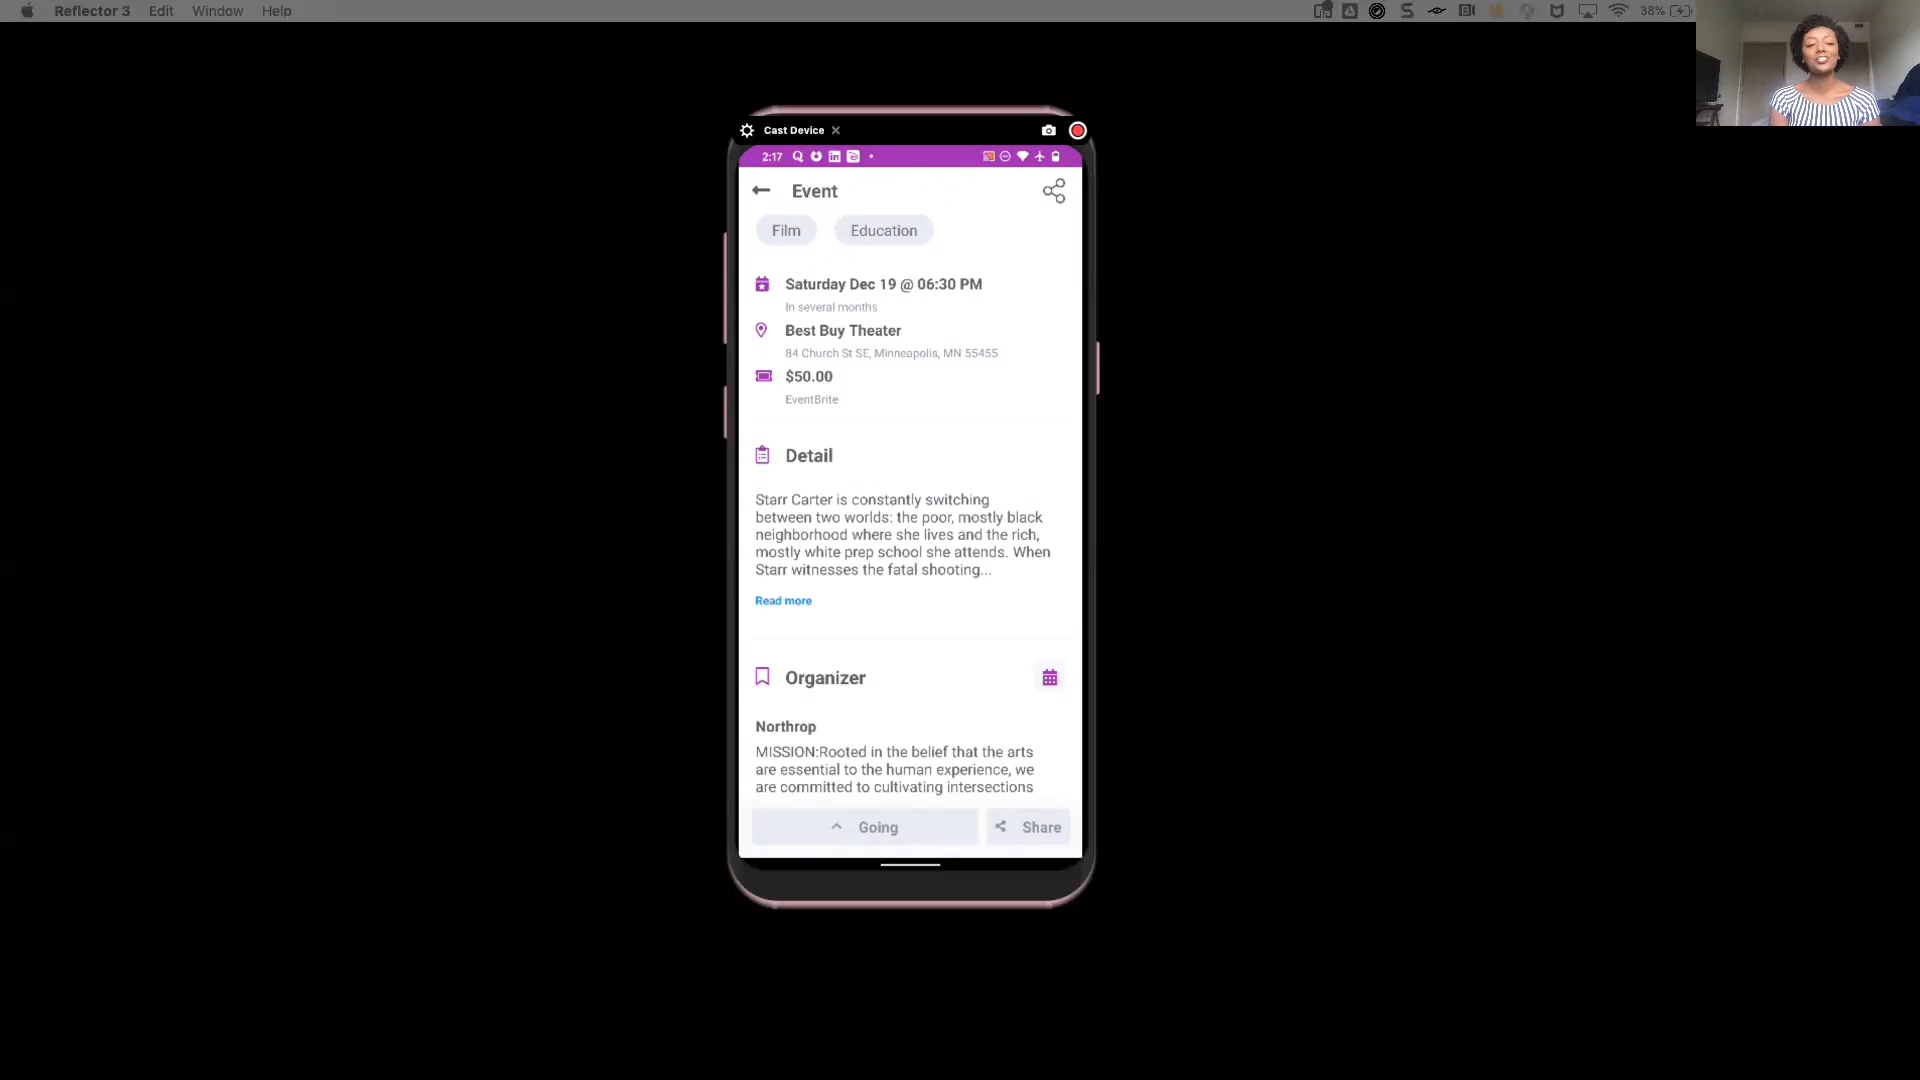 Reflector 3 Edit Window Help
38%
Cast Device
2:17
Event
Film Education
Saturday Dec 19 @ 06:30 PM
In several months
Best Buy Theater
84 Church St SE, Minneapolis, MN 55455
$50.00
EventBrite
Detail
Starr Carter is constantly switching
between two worlds: the poor, mostly black
neighborhood where she lives and the rich,
mostly white prep school she attends. When
Starr witnesses the fatal shooting...
Read more
Organizer
Northrop
MISSION:Rooted in the belief that the arts
are essential to the human experience, we
are committed to cultivating intersections
Going Share